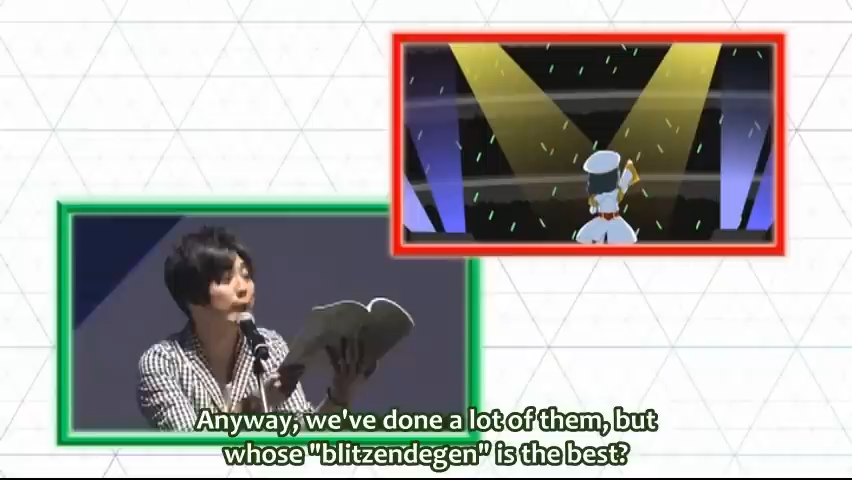 Anyway, we've done a lot of them, but
whose "blitzendegen" is the best?